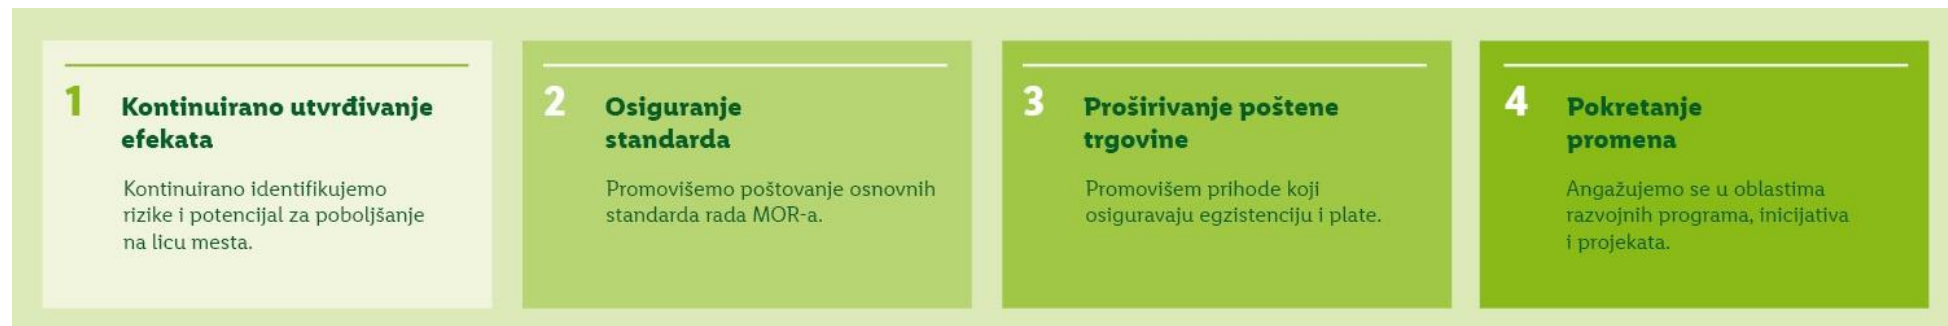 1
Kontinuirano utvrđivanje
efekata
Kontinuirano identifikujemo
rizike i potencijal za poboljšanje
na licu mesta.
2
Osiguranje
standarda
Promovišemo poštovanje osnovnih
standarda rada MOR-a.
3
Proširivanje poštene
trgovine
Promovišem prihode koji
osiguravaju egzistenciju i plate.
4
Pokretanje
promena
Angažujemo se u oblastima
razvojnih programa, inicijativa
i projekata.